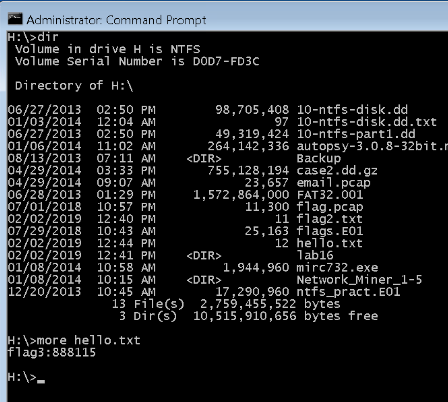 Administrator: Command Prompt
H:\>dir
Volume in drive H is NTFS
Volume Serial Number is D0D7-FD3C
Directory of H:\
06/27/2013 02:50 PM 98,705,408 10-ntfs-disk.dd
01/03/2014 12:04 AM 97 10-ntfs-disk.dd.txt
06/27/2013 02:50 PM 49,319,424 10-ntfs-part1.dd
01/06/2014 11:02 AM 264,142,336 autopsy-3.0.8-32bit.
08/13/2013 07:11 AM <DIR> Backup
04/29/2014 03:33 PM 755,128,194 case2.dd.gz
04/29/2014 09:07 AM 23,657 email.pcap
06/28/2013 01:29 PM 1,572,864,000 FAT32.001
07/01/2018 10:57 PM 11,300 flag.pcap
02/02/2019 12:40 PM 11 flag2.txt
07/29/2018 10:43 AM 25,163 flags.E01
02/02/2019 12:44 PM 12 hello.txt
02/02/2019 12:41 PM <DIR> lab16
01/08/2014 10:58 AM 1,944,960 mirc732.exe
01/08/2014 10:15 AM <DIR> Network_Miner_1-5
12/20/2013 10:45 AM 17,290,960 ntfs_pract.E01
13 File(s) 2,759,455,522 bytes
3 Dir(s) 10,515,910,656 bytes free
H:\>more hello.txt
flag3:888115
H:\>_